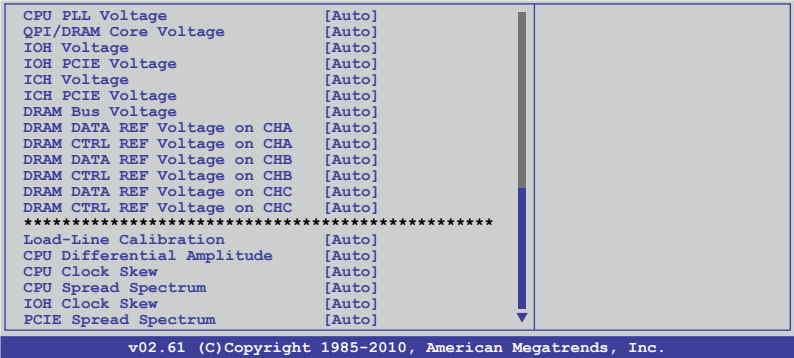 CPU PLL Voltage [Auto]
QPI/DRAM Core Voltage [Auto]
IOH Voltage [Auto]
IOH PCIE Voltage [Auto]
ICH Voltage [Auto]
ICH PCIE Voltage [Auto]
DRAM Bus Voltage [Auto]
DRAM DATA REF Voltage on CHA [Auto]
DRAM CTRL REF Voltage on CHA [Auto]
DRAM DATA REF Voltage on CHB [Auto]
DRAM CTRL REF Voltage on CHB [Auto]
DRAM DATA REF Voltage on CHC [Auto]
DRAM CTRL REF Voltage on CHC [Auto]
*************************************************
Load-Line Calibration [Auto]
CPU Differential Amplitude [Auto]
CPU Clock Skew [Auto]
CPU Spread Spectrum [Auto]
IOH Clock Skew [Auto]
PCIE Spread Spectrum [Auto]
v02.61 (C)Copyright 1985-2010, American Megatrends, Inc.